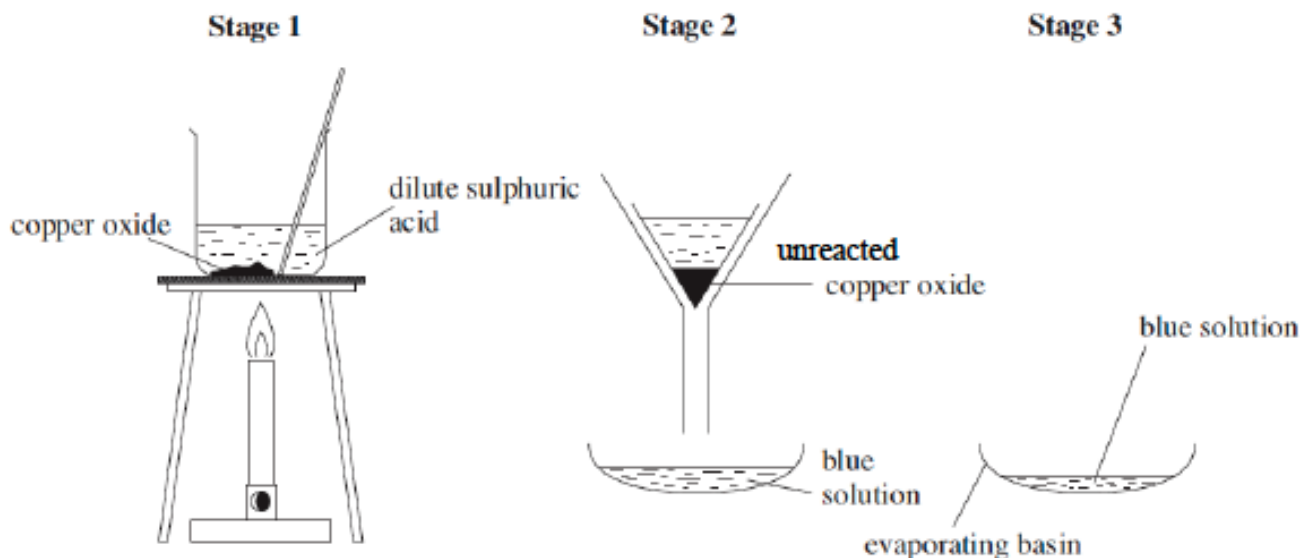 Stage 1
Stage 2
Stage 3
copper oxide
dilute sulphuric
acid
unreacted
copper oxide
blue
solution
blue solution
evaporating basin